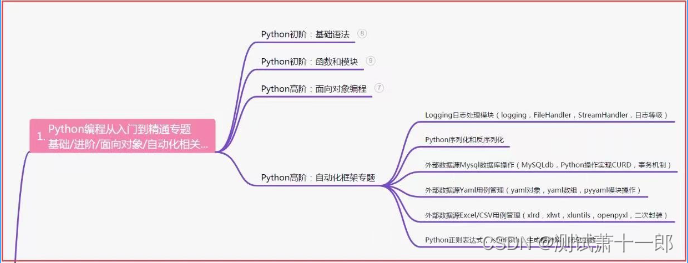 Python初阶：基础语法 6
Python初阶：函数和模块 5
Python高阶：面向对象编程 7
1. Python编程从入门到精通专题
基础/进阶/面向对象/自动化相关...
Python高阶：自动化框架专题
Logging日志处理模块（logging，FileHandler，StreamHandler，日志等级）
Python序列化和反序列化
外部数据源Mysql数据库操作（MySQLdb，Python操作实现CURD，事务机制）
外部数据源Yaml用例管理（yaml对象，yaml数组，pyyaml模块操作）
外部数据源Excel/CSV用例管理（xlrd，xlwt，xluntils，openpyxl，二次封装）
Python正则表达式
CSDN @测试萧十一郎